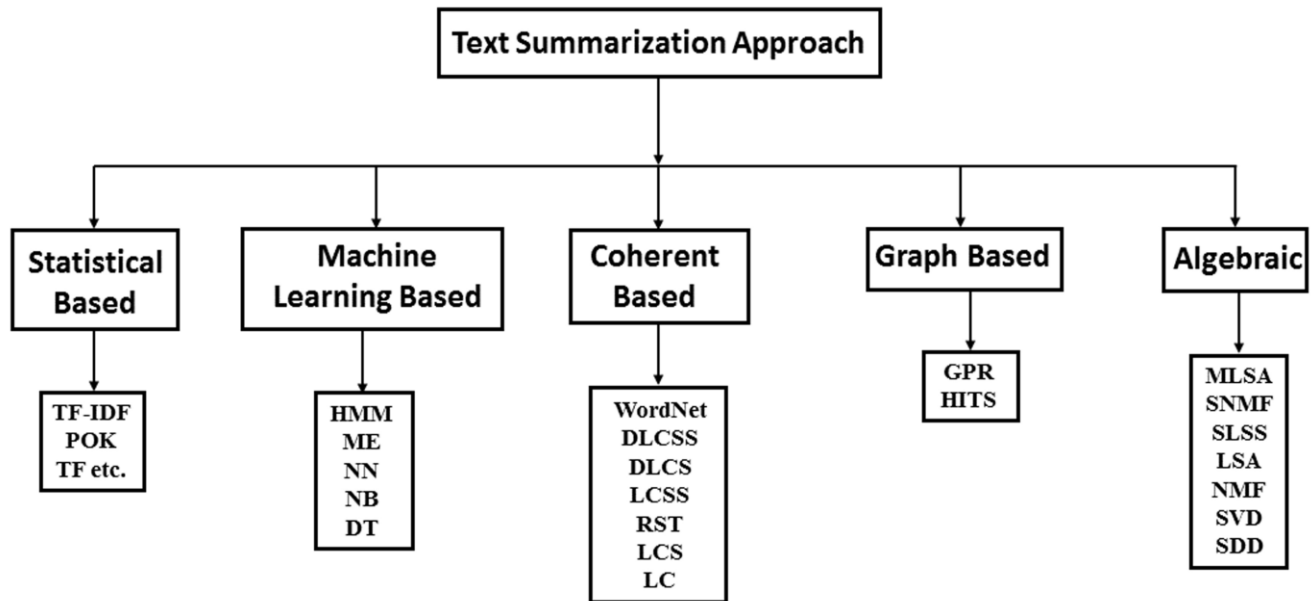 Text Summarization Approach
Statistical
Based
Machine
Learning Based
Coherent
Based
Graph Based
Algebraic
TF-IDF
POK
TF etc.
HMM
ME
NN
NB
DT
WordNet
DLCSS
DLCS
LCSS
RST
LCS
LC
GPR
HITS
MLSA
SNMF
SLSS
LSA
NMF
SVD
SDD